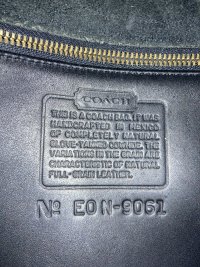 COACH
THIS IS A COACH BAG. IT WAS
HANDCRAFTED IN MEXICO
OF COMPLETELY NATURAL
GLOVE-TANNED COWHIDE. THE
VARIATIONS IN THE GRAIN ARE
CHARACTERISTIC OF NATURAL
FULL-GRAIN LEATHER.
Nº EON-9061